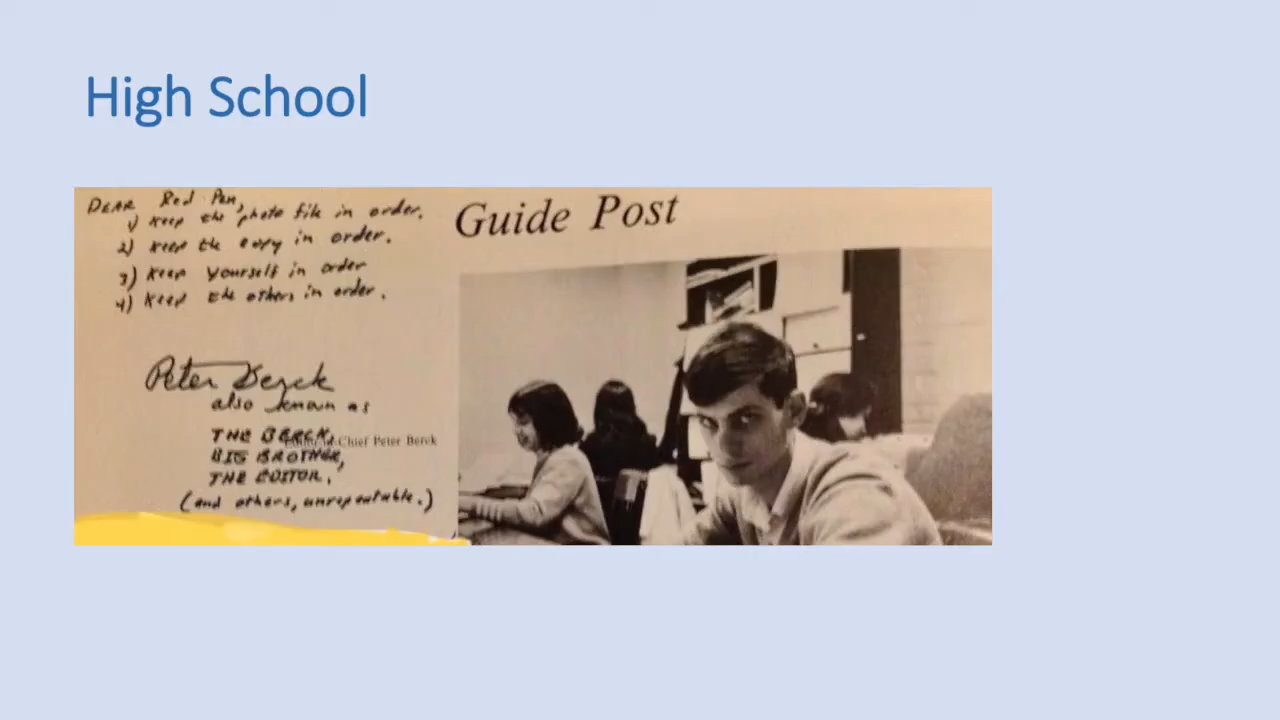 High School
DEAR Red Pen,
1) Keep the photo file in order.
2) Keep the copy in order.
3) Keep yourself in order
4) Keep the others in order.
Guide Post
Peter Berck
also known as
THE BERCK,
Chief Peter Berck
BIG BROTHER,
THE EDITOR.
(and others, unrepeatable.)